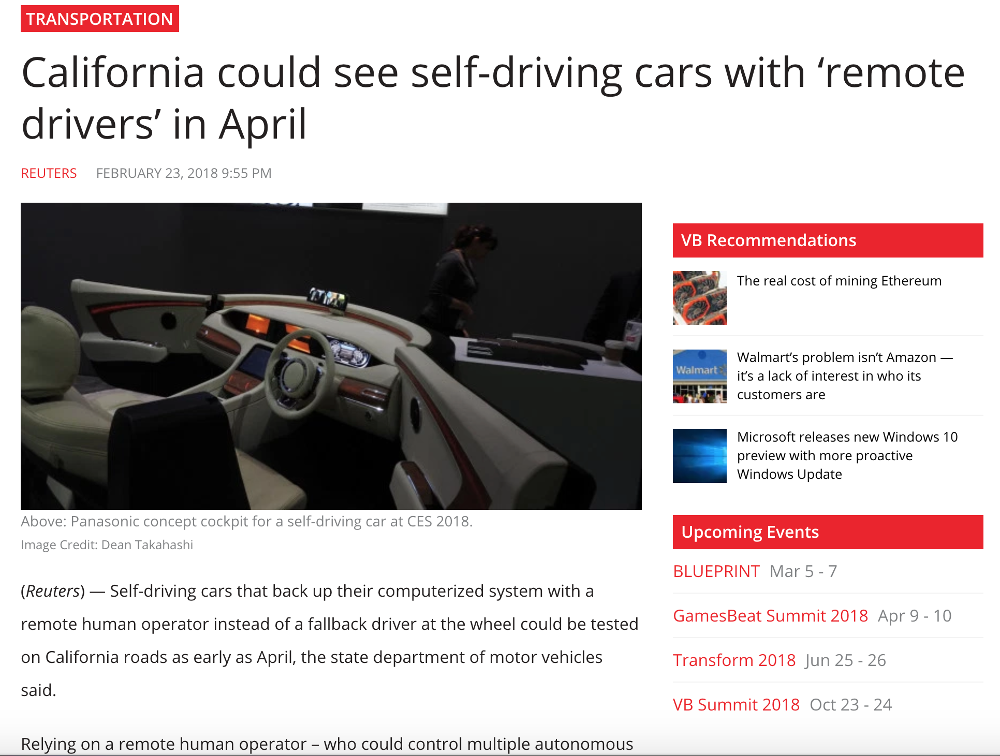 TRANSPORTATION
California could see self-driving cars with ‘remote
drivers’ in April
REUTERS FEBRUARY 23, 2018 9:55 PM
Above: Panasonic concept cockpit for a self-driving car at CES 2018.
Image Credit: Dean Takahashi
(Reuters) — Self-driving cars that back up their computerized system with a
remote human operator instead of a fallback driver at the wheel could be tested
on California roads as early as April, the state department of motor vehicles
said.
Relying on a remote human operator – who could control multiple autonomous
VB Recommendations
The real cost of mining Ethereum
Walmart
Walmart’s problem isn’t Amazon —
it’s a lack of interest in who its
customers are
Microsoft releases new Windows 10
preview with more proactive
Windows Update
Upcoming Events
BLUEPRINT Mar 5 - 7
GamesBeat Summit 2018 Apr 9 - 10
Transform 2018 Jun 25 - 26
VB Summit 2018 Oct 23 - 24